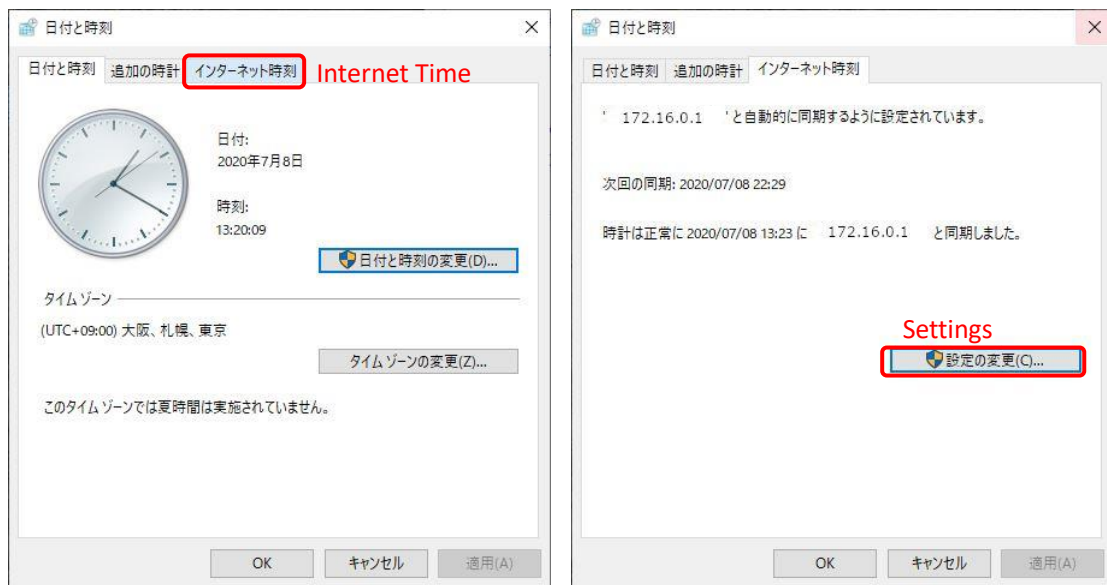 日付と時刻
日付と時刻 追加の時計 インターネット時刻 Internet Time
日付:
2020年7月8日
時刻:
13:20:09
日付と時刻の変更(D)...
タイム ゾーン
(UTC+09:00) 大阪、札幌、東京
タイム ゾーンの変更(Z)...
このタイム ゾーンでは夏時間は実施されていません。
OK キャンセル 適用(A)
日付と時刻
日付と時刻 追加の時計 インターネット時刻
' 172.16.0.1 'と自動的に同期するように設定されています。
次回の同期: 2020/07/08 22:29
時計は正常に 2020/07/08 13:23 に 172.16.0.1 と同期しました。
Settings
設定の変更(C)...
OK キャンセル 適用(A)